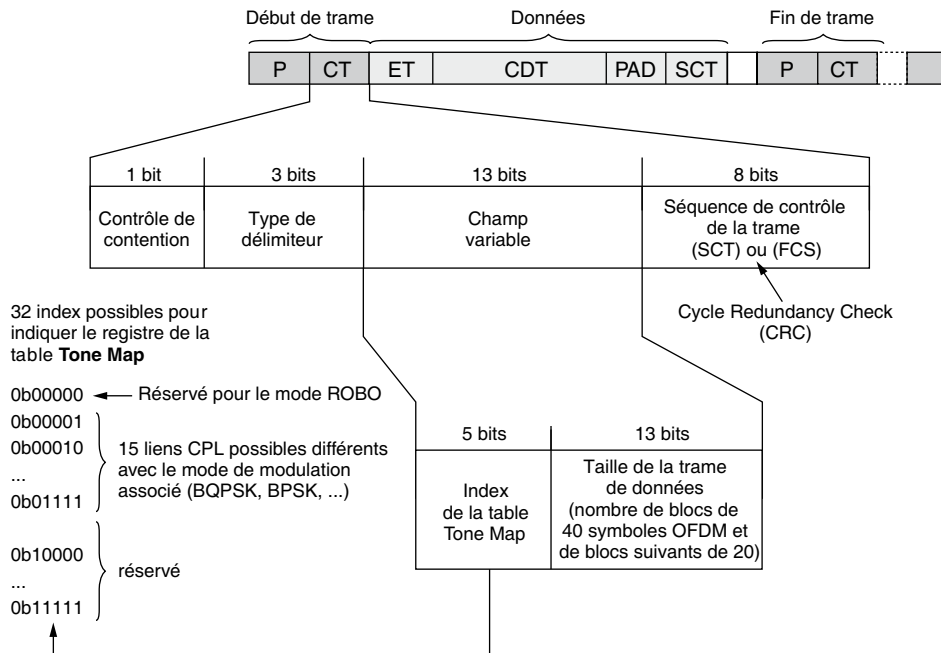 Début de trame
Données
Fin de trame
P
CT
ET
CDT
PAD
SCT
P
CT
1 bit
3 bits
13 bits
8 bits
Contrôle de
contention
Type de
délimiteur
Champ
variable
Séquence de contrôle
de la trame
(SCT) ou (FCS)
Cycle Redundancy Check
(CRC)
32 index possibles pour
indiquer le registre de la
table Tone Map
0b00000
Réservé pour le mode ROBO
0b00001
0b00010
...
0b01111
15 liens CPL possibles différents
avec le mode de modulation
associé (BQPSK, BPSK, ...)
0b10000
...
0b11111
réservé
5 bits
13 bits
Index
de la table
Tone Map
Taille de la trame
de données
(nombre de blocs de
40 symboles OFDM et
de blocs suivants de 20)